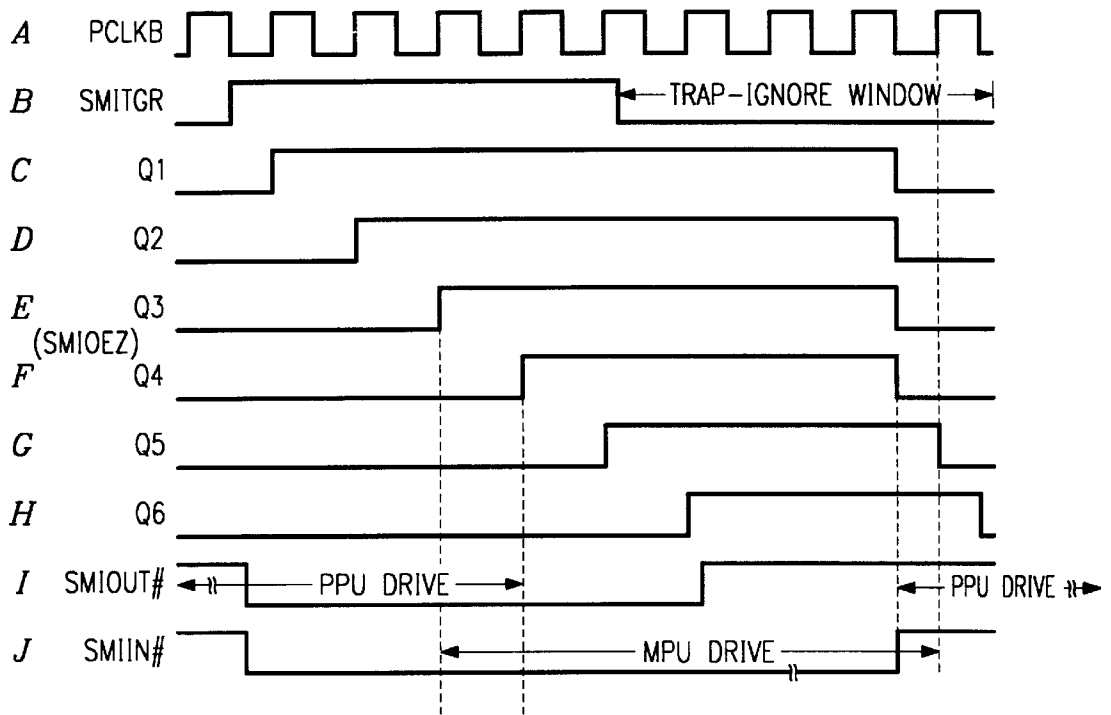 A PCLKB
B SMITGR TRAP-IGNORE WINDOW
C Q1
D Q2
E Q3
(SMIOEZ)
F Q4
G Q5
H Q6
I SMIOUT# PPU DRIVE PPU DRIVE
J SMIIN# MPU DRIVE